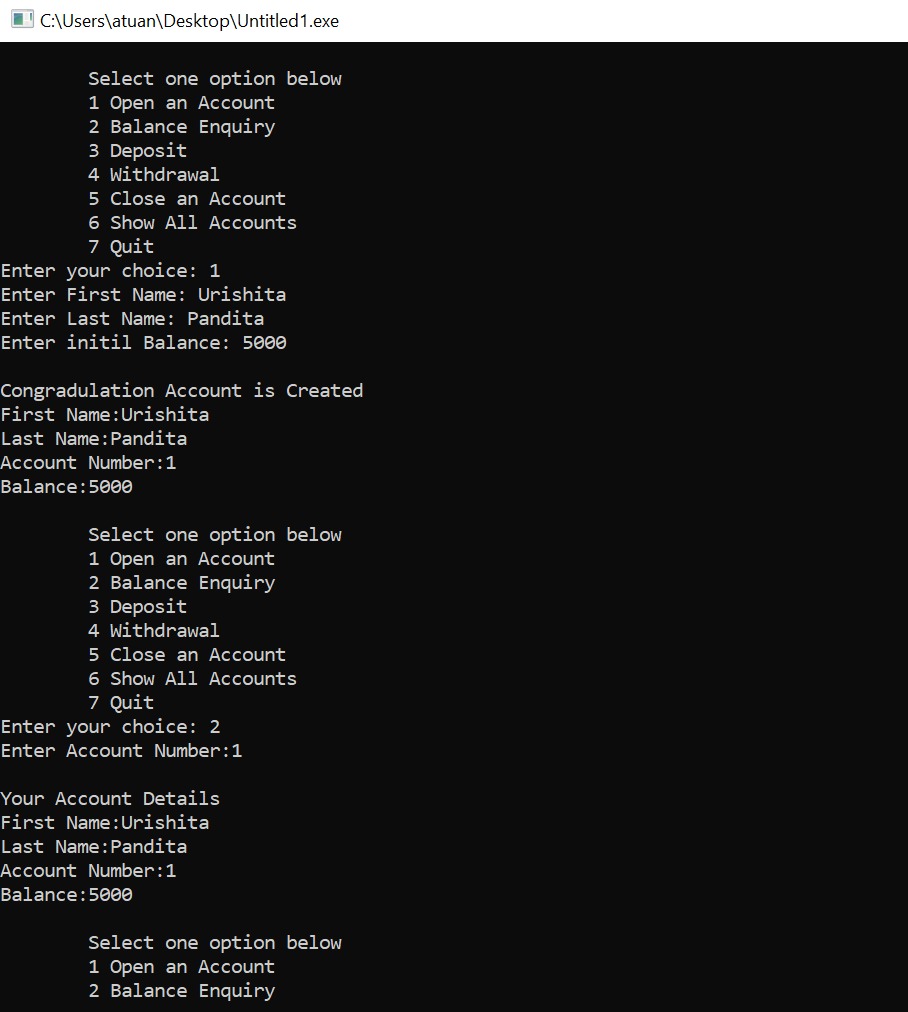 C:\Users\atuan\Desktop\Untitled1.exe
Select one option below
1 Open an Account
2 Balance Enquiry
3 Deposit
4 Withdrawal
5 Close an Account
6 Show All Accounts
7 Quit
Enter your choice: 1
Enter First Name: Urishita
Enter Last Name: Pandita
Enter initil Balance: 5000
Congradulation Account is Created
First Name:Urishita
Last Name:Pandita
Account Number:1
Balance:5000
Select one option below
1 Open an Account
2 Balance Enquiry
3 Deposit
4 Withdrawal
5 Close an Account
6 Show All Accounts
7 Quit
Enter your choice: 2
Enter Account Number:1
Your Account Details
First Name:Urishita
Last Name:Pandita
Account Number:1
Balance:5000
Select one option below
1 Open an Account
2 Balance Enquiry